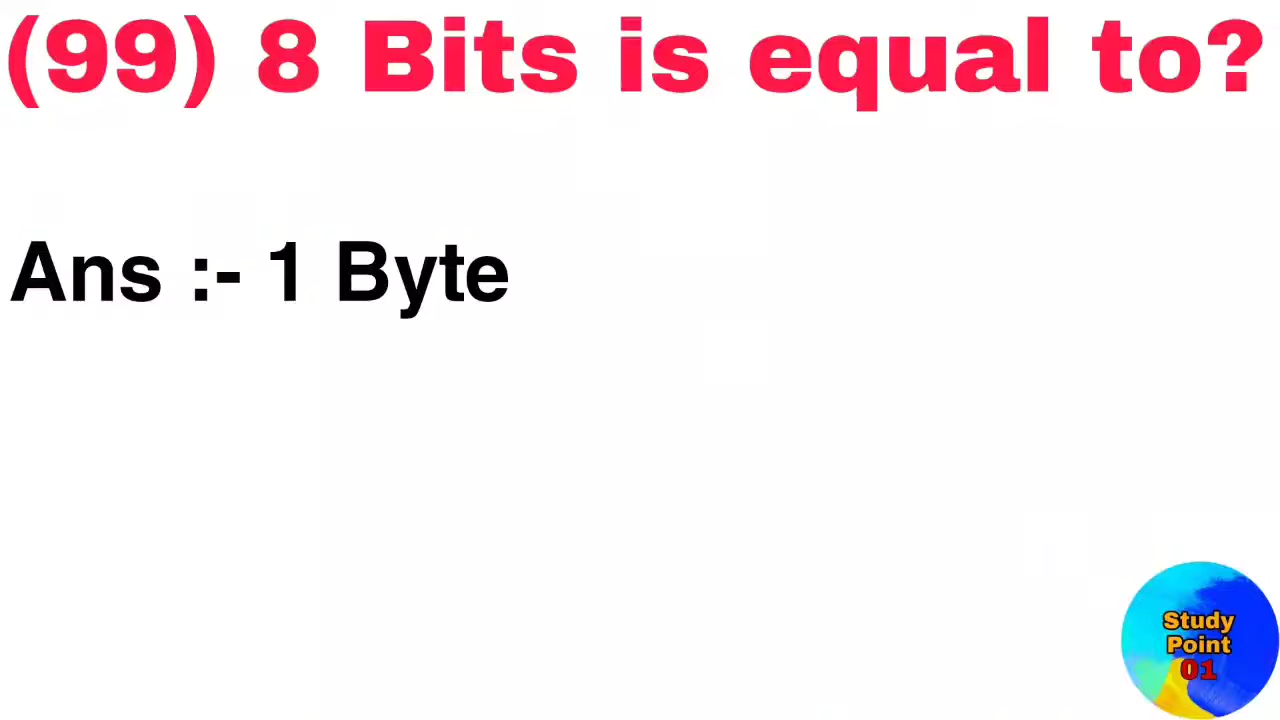 (99) 8 Bits is equal to?
Ans :- 1 Byte
Study
Point
01